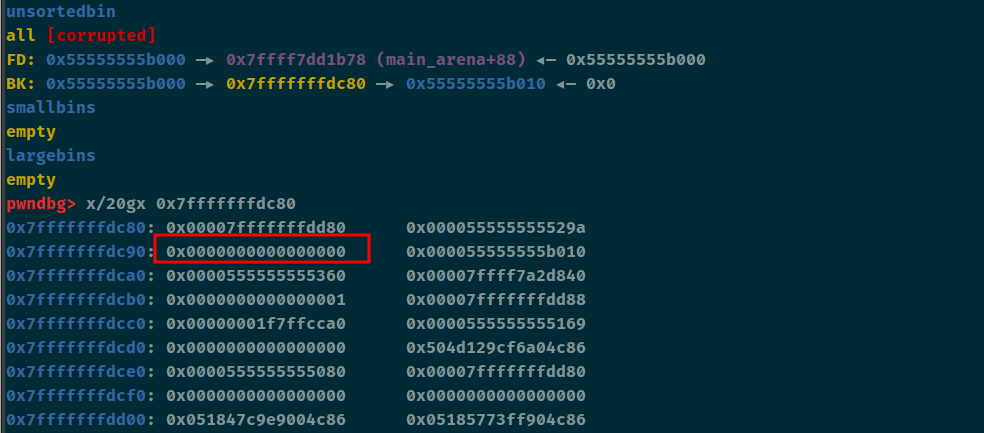 unsortedbin
all [corrupted]
FD: 0x55555555b000 —▸ 0x7ffff7dd1b78 (main_arena+88) ◂— 0x55555555b000
BK: 0x55555555b000 —▸ 0x7fffffffdc80 —▸ 0x55555555b010 ◂— 0x0
smallbins
empty
largebins
empty
pwndbg> x/20gx 0x7fffffffdc80
0x7fffffffdc80: 0x00007fffffffdd80 0x000055555555529a
0x7fffffffdc90: 0x0000000000000000 0x000055555555b010
0x7fffffffdca0: 0x0000555555555360 0x00007ffff7a2d840
0x7fffffffdcb0: 0x0000000000000001 0x00007fffffffdd88
0x7fffffffdcc0: 0x00000001f7ffcca0 0x0000555555555169
0x7fffffffdcd0: 0x0000000000000000 0x504d129cf6a04c86
0x7fffffffdce0: 0x0000555555555080 0x00007fffffffdd80
0x7fffffffdcf0: 0x0000000000000000 0x0000000000000000
0x7fffffffdd00: 0x051847c9e9004c86 0x05185773ff904c86